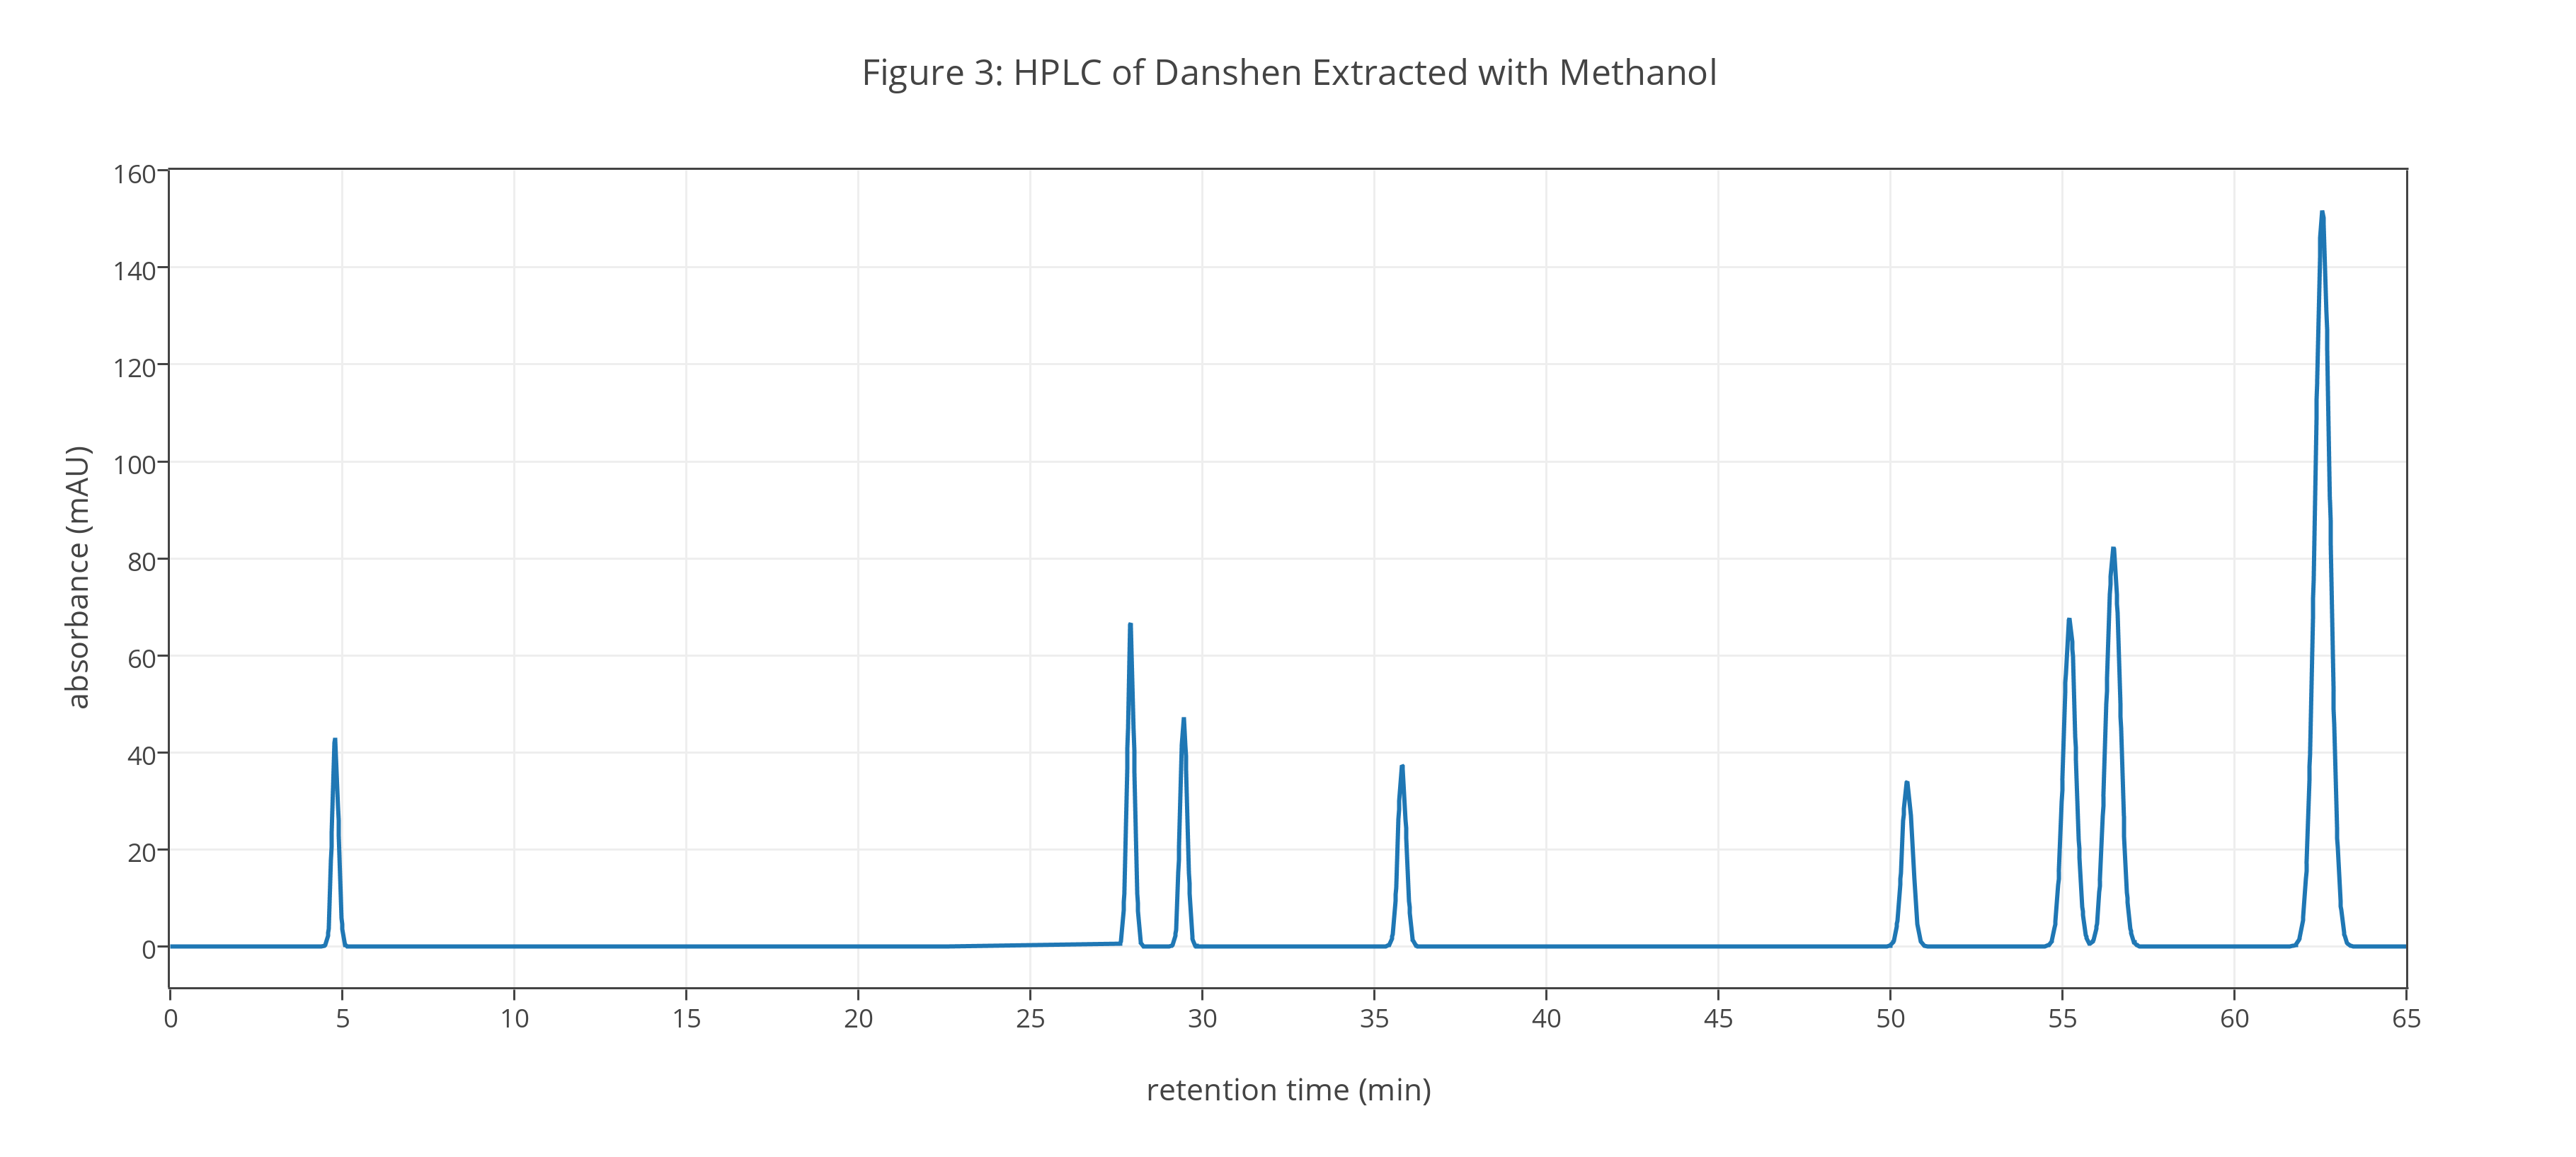 Figure 3: HPLC of Danshen Extracted with Methanol
160
140
120
100
80
60
40
20
0
absorbance (mAU)
0 5 10 15 20 25 30 35 40 45 50 55 60 65
retention time (min)